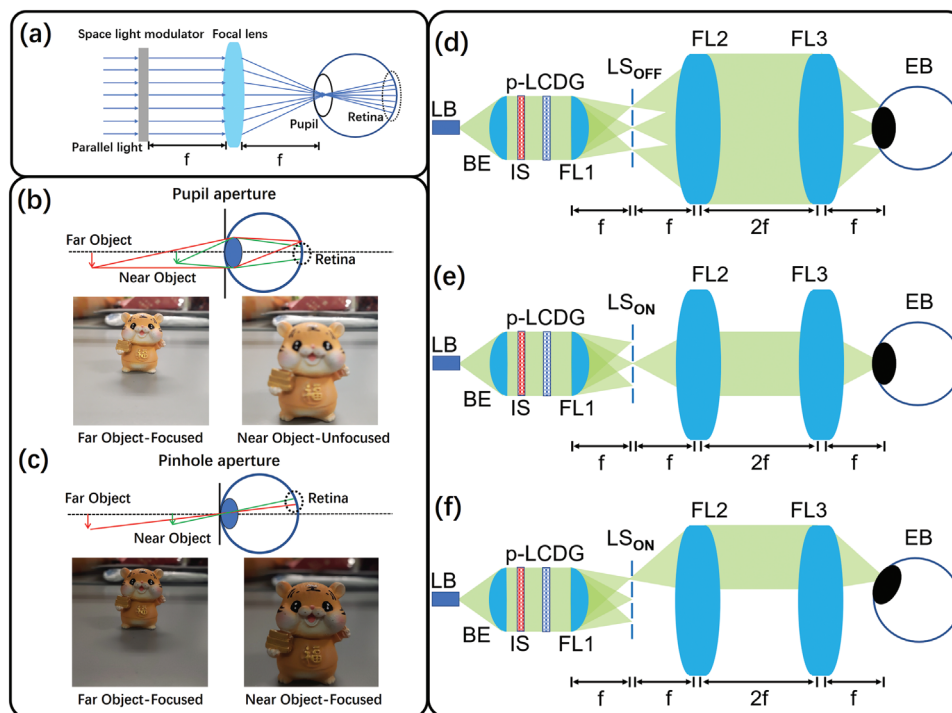 (a)
Space light modulator Focal lens
Pupil
Retina
Parallel light
f
f
(b)
Pupil aperture
Far Object
Near Object
Retina
福
Far Object-Focused
Near Object-Unfocused
(c)
Pinhole aperture
Far Object
Near Object
Retina
福
福
Far Object-Focused
Near Object-Focused
(d)
FL2
FL3
LSOFF
p-LCDG
EB
LB
BE
IS
FL1
f
f
2f
f
(e)
FL2
FL3
LSON
p-LCDG
EB
LB
BE
IS
FL1
f
f
2f
f
(f)
FL2
FL3
LSON
p-LCDG
EB
LB
BE
IS
FL1
f
f
2f
f